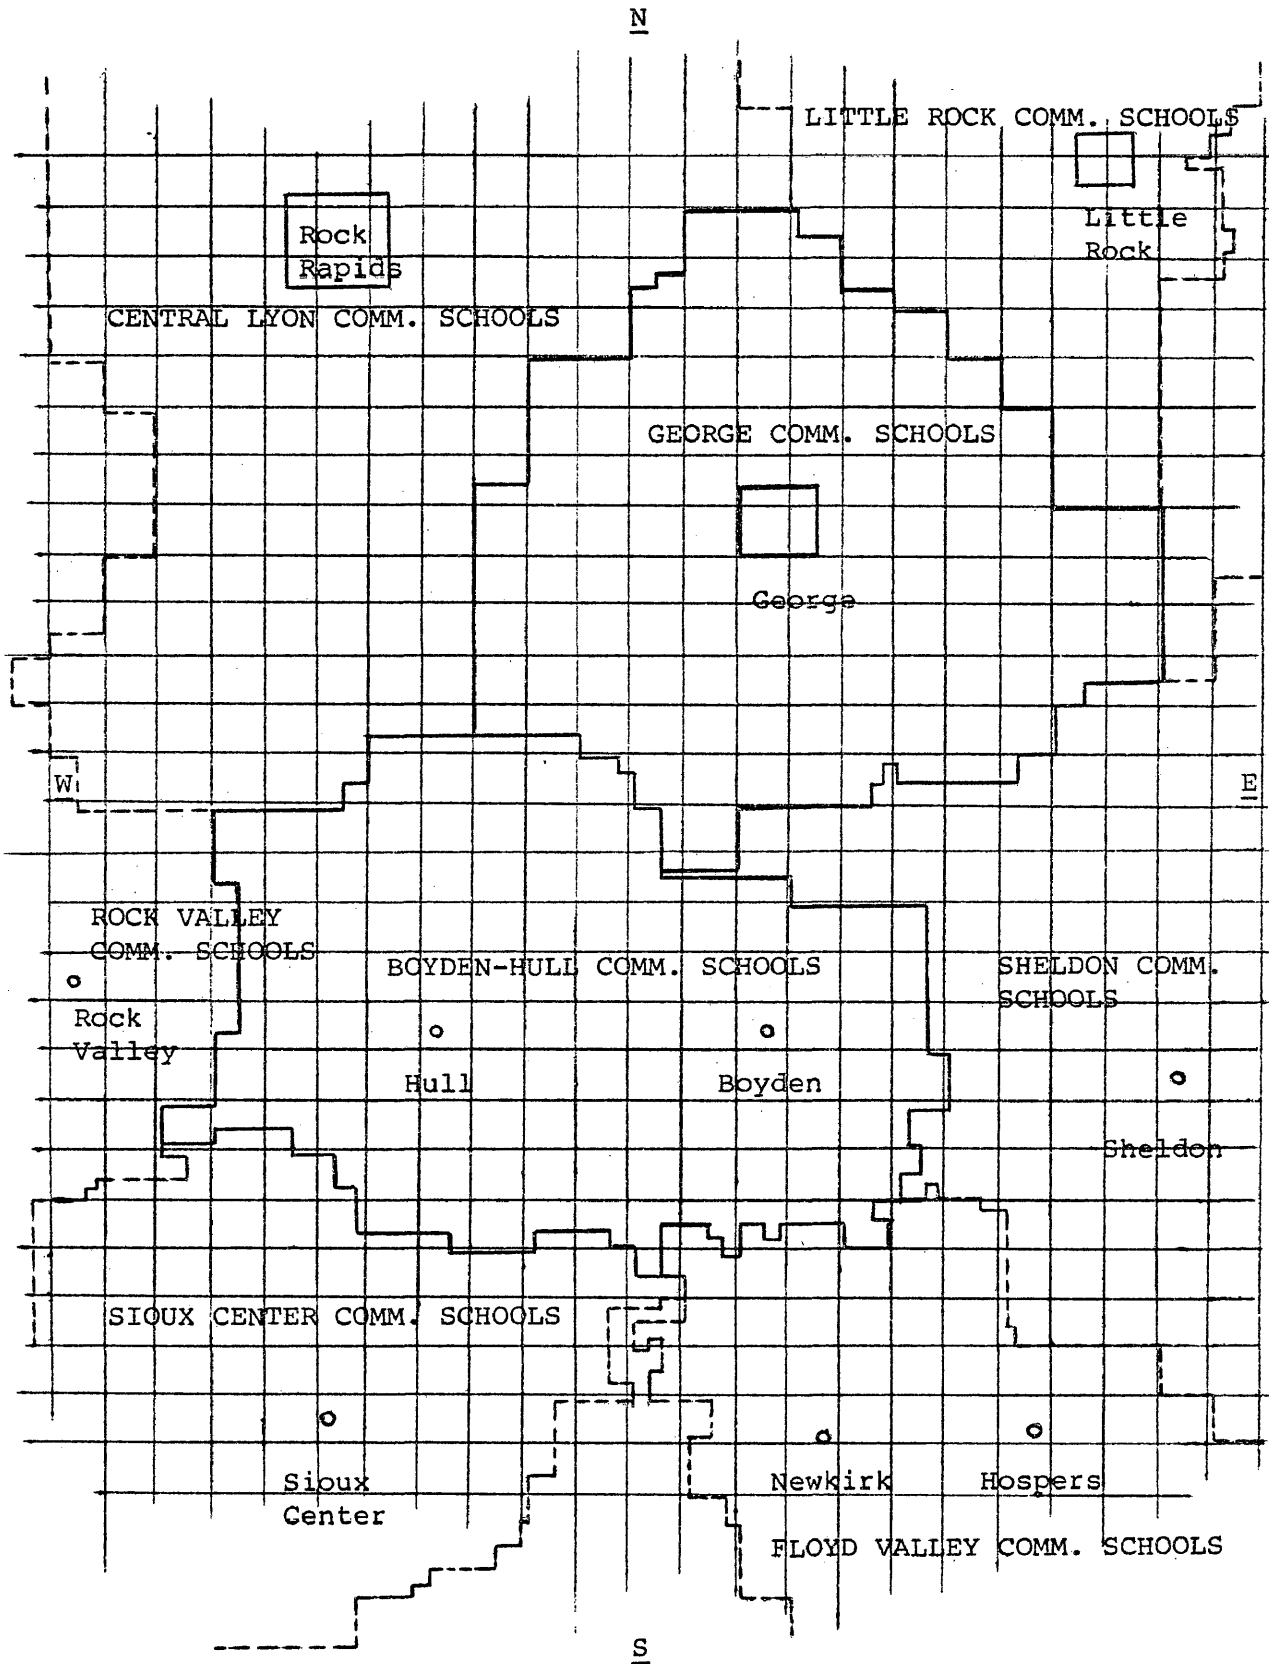 N
LITTLE ROCK COMM. SCHOOLS
Little
Rock
Rock
Rapids
CENTRAL LYON COMM. SCHOOLS
GEORGE COMM. SCHOOLS
George
W
E
ROCK VALLEY
COMM. SCHOOLS
BOYDEN-HULL COMM. SCHOOLS
SHELDON COMM.
SCHOOLS
Rock
Valley
Hull
Boyden
Sheldon
SIOUX CENTER COMM. SCHOOLS
Sioux
Center
Newkirk
Hospers
FLOYD VALLEY COMM. SCHOOLS
S